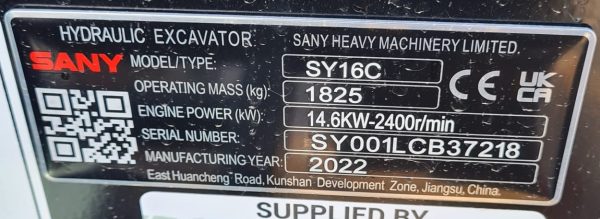 HYDRAULIC EXCAVATOR SANY HEAVY MACHINERY LIMITED.
SANY MODEL/TYPE: SY16C
OPERATING MASS (kg): 1825
ENGINE POWER (kW): 14.6KW-2400r/min
SERIAL NUMBER: SY001LCB37218
MANUFACTURING YEAR: 2022
East Huancheng Road, Kunshan Development Zone, Jiangsu, China.
CE UK CA
SUPPLIED BY